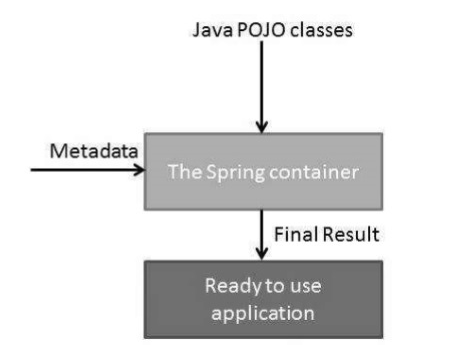 Java POJO classes
Metadata
The Spring container
Final Result
Ready to use
application